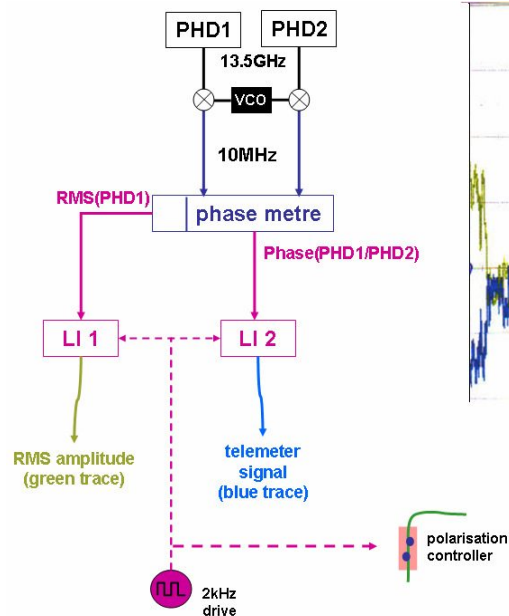 PHD1
PHD2
13.5GHz
VCO
10MHz
RMS(PHD1)
phase metre
Phase(PHD1/PHD2)
LI 1
LI 2
RMS amplitude
(green trace)
telemeter
signal
(blue trace)
polarisation
controller
2kHz
drive